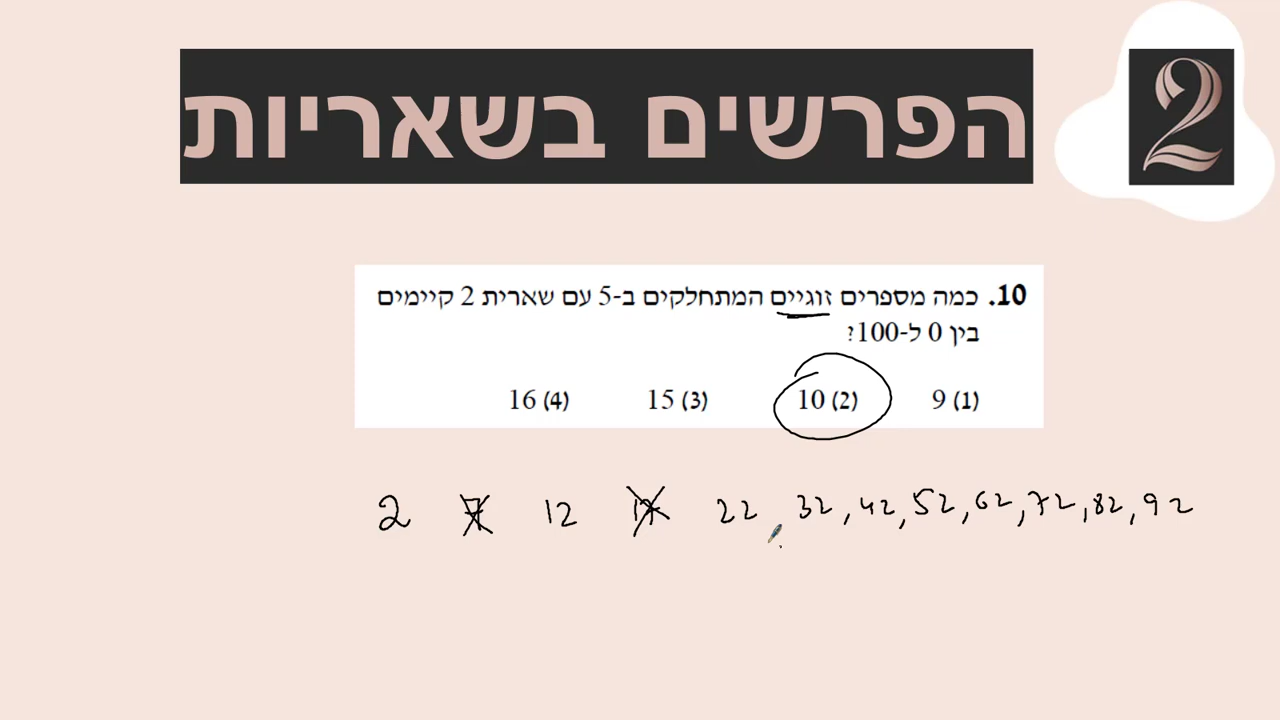 הפרשים בשאריות 2
10. כמה מספרים זוגיים המתחלקים ב-5 עם שארית 2 קיימים
בין 0 ל-100?
(1) 9 (2) 10 (3) 15 (4) 16
2 7 12 17 22, 32, 42, 52, 62, 72, 82, 92